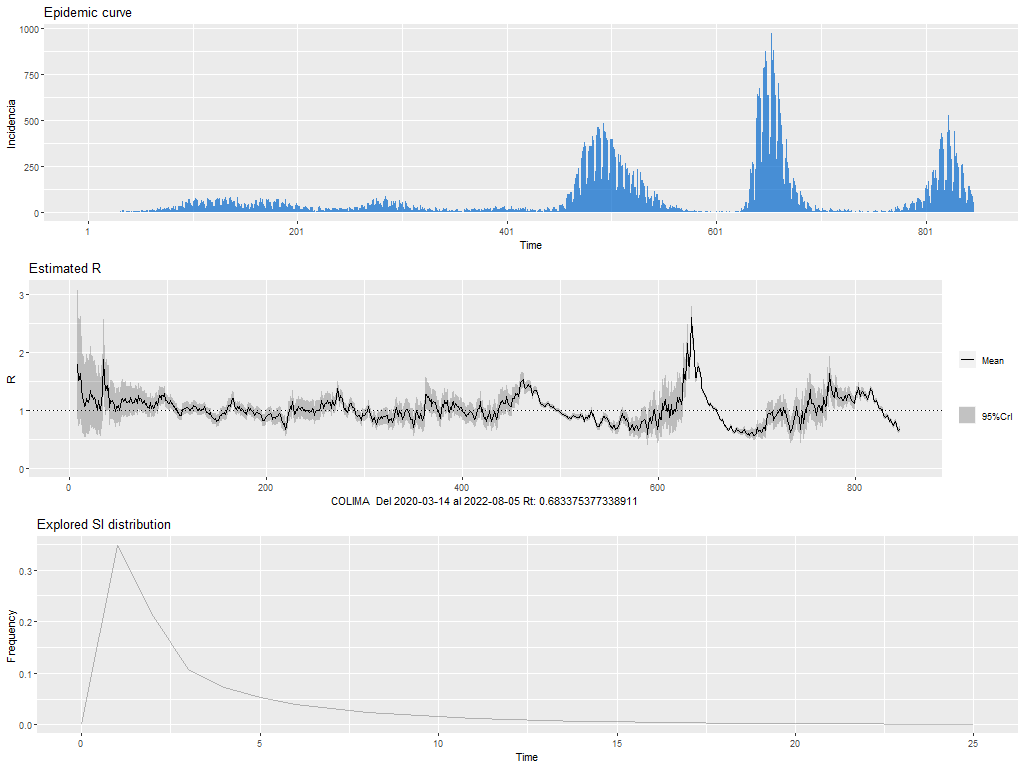 Epidemic curve
1000
750
500
250
0
Incidencia
1 201 401 601 801
Time
Estimated R
3
2
1
0
R
Mean
95%CrI
0 200 400 600 800
COLIMA Del 2020-03-14 al 2022-08-05 Rt: 0.683375377338911
Explored SI distribution
0.3
0.2
0.1
0.0
Frequency
0 5 10 15 20 25
Time